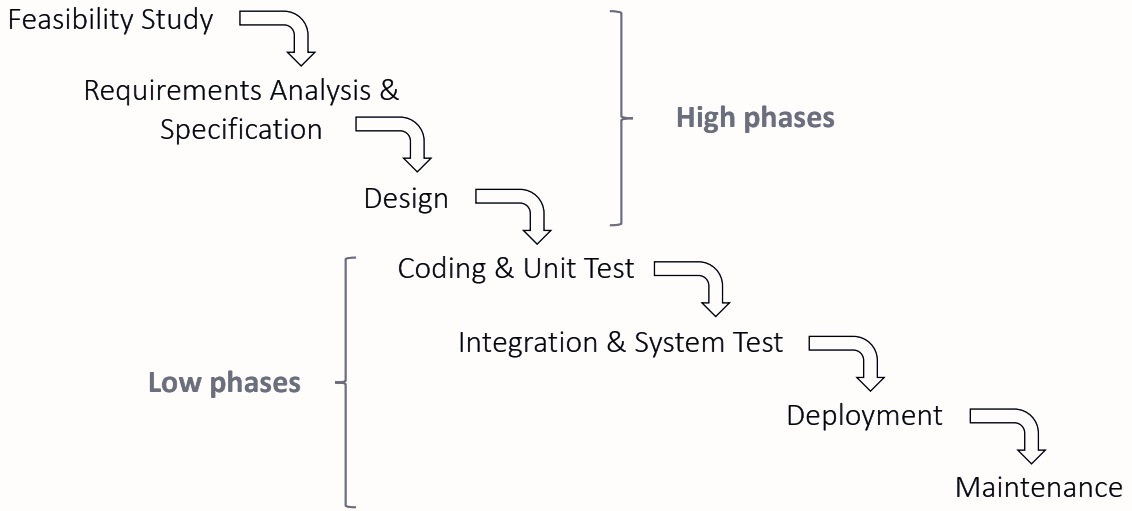 Feasibility Study
Requirements Analysis &
Specification
High phases
Design
Coding & Unit Test
Integration & System Test
Low phases
Deployment
Maintenance